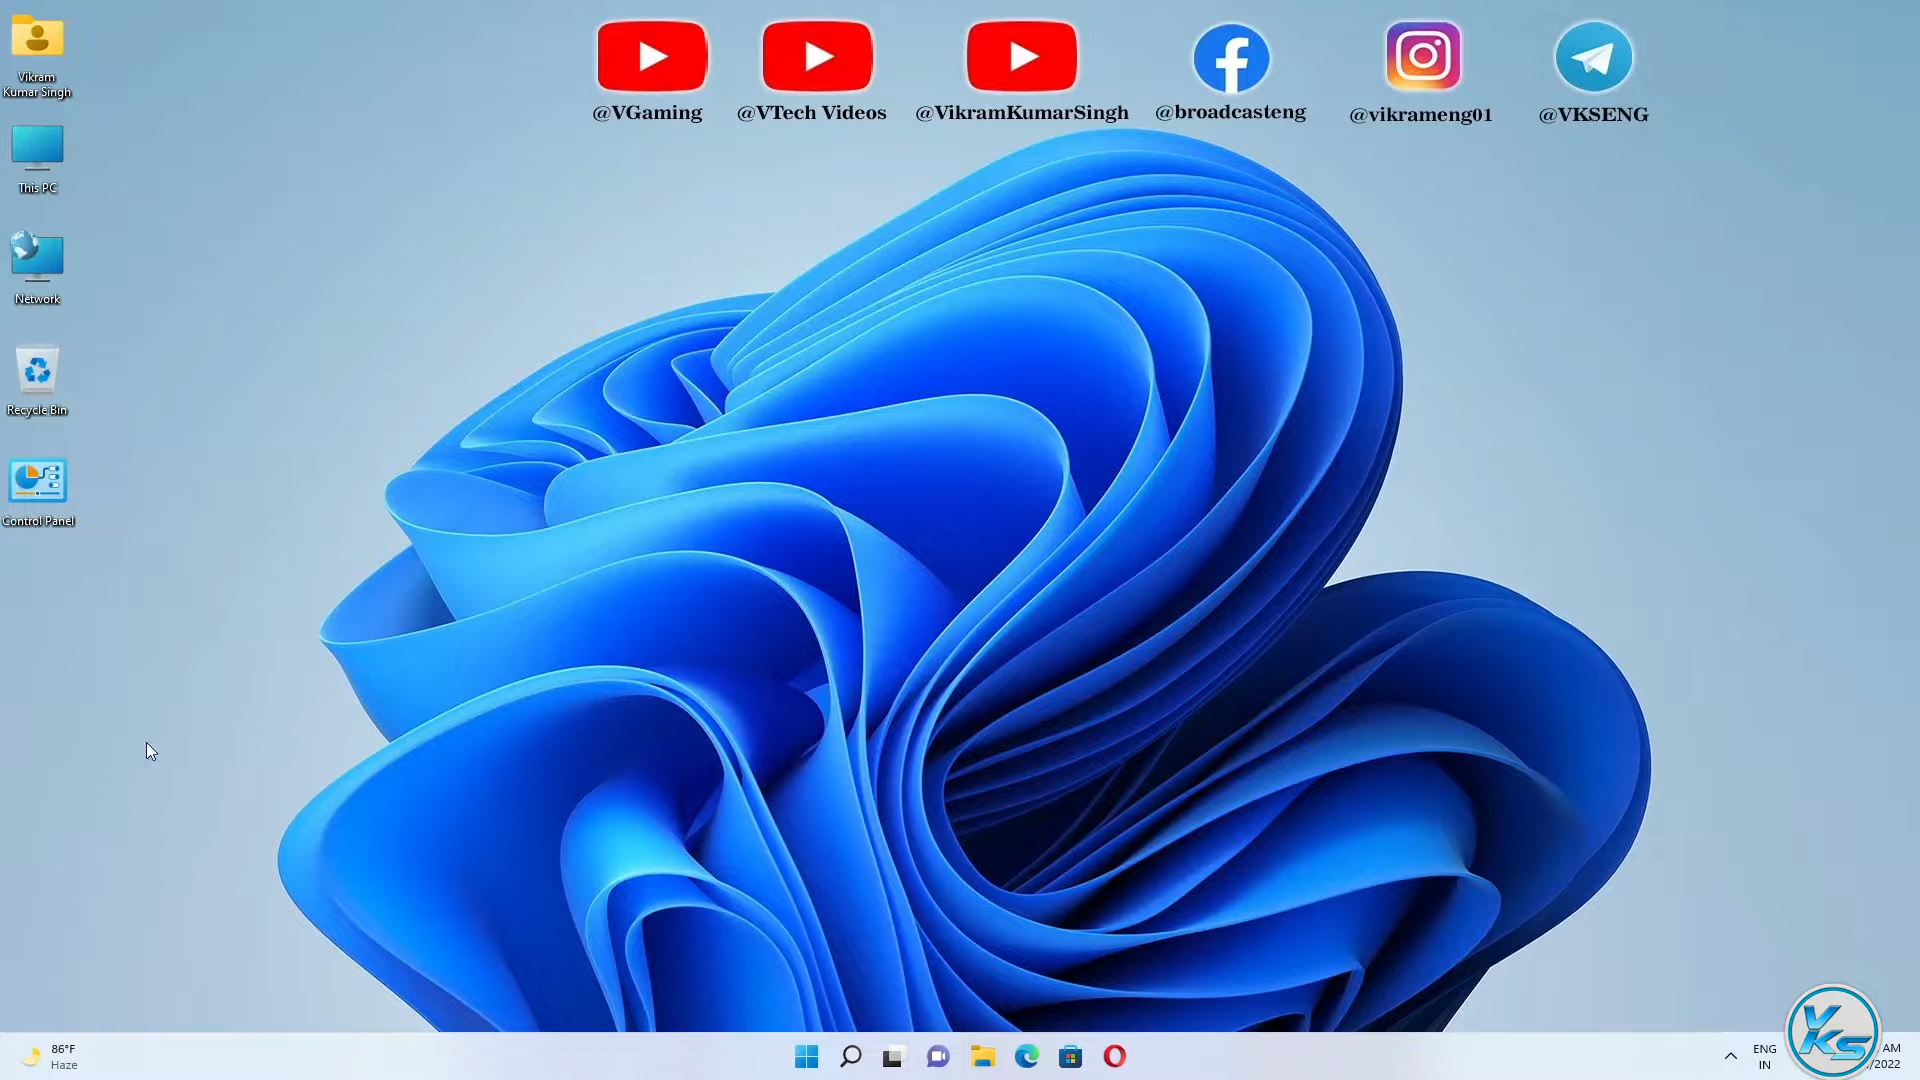 @VGaming
@VTech Videos
@VikramKumarSingh
@broadcasteng
@vikrameng01
@VKSENG
Vikram
Kumar Singh
This PC
Network
Recycle Bin
Control Panel
86°F
Haze
ENG
IN
AM
/2022
VKS